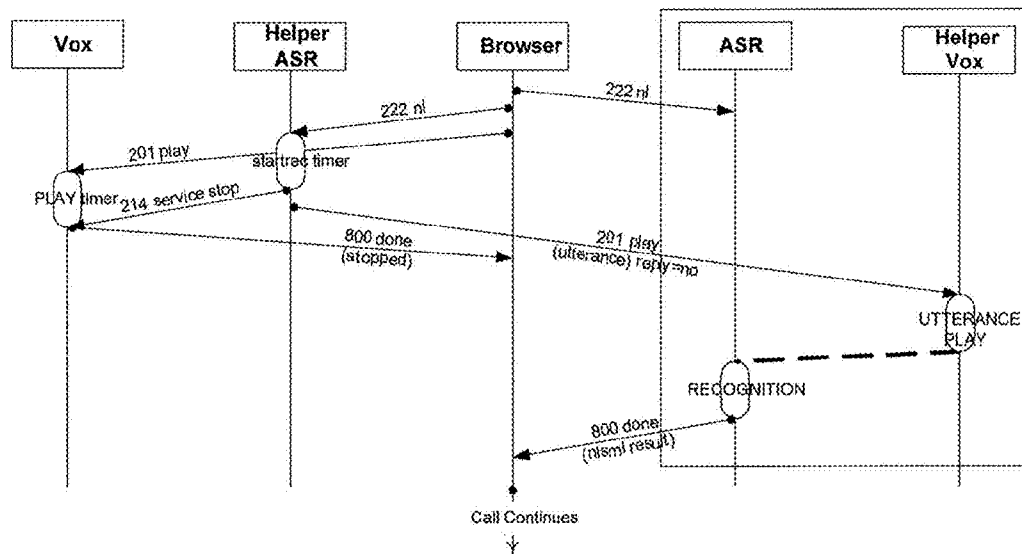 Vox
Helper
ASR
Browser
ASR
Helper
Vox
222 nl
222 nl
201 play
startrec timer
PLAY timer
214 service stop
800 done
(stopped)
201 play
(utterance) reply=no
UTTERANCE
PLAY
RECOGNITION
800 done
(nlsml result)
Call Continues